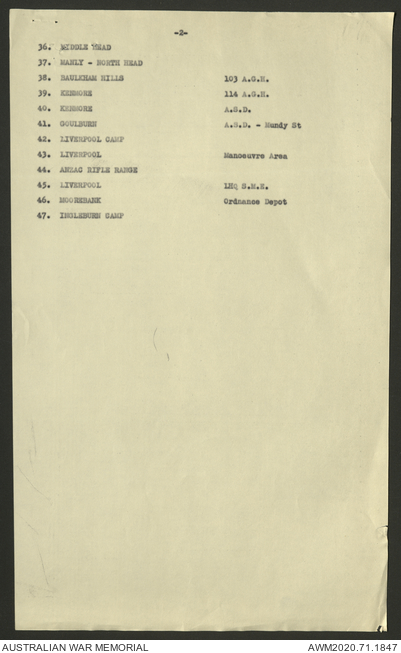 -2-
36. MIDDLE HEAD
37. MANLY - NORTH HEAD
38. BAULKHAM HILLS 103 A.G.H.
39. KENMORE 114 A.G.H.
40. KENMORE A.S.D.
41. GOULBURN A.S.D. - Mundy St
42. LIVERPOOL CAMP
43. LIVERPOOL Manoeuvre Area
44. ANZAC RIFLE RANGE
45. LIVERPOOL 1HQ S.M.E.
46. MOOREBANK Ordnance Depot
47. INGLEBURN CAMP
AUSTRALIAN WAR MEMORIAL AWM2020.71.1847